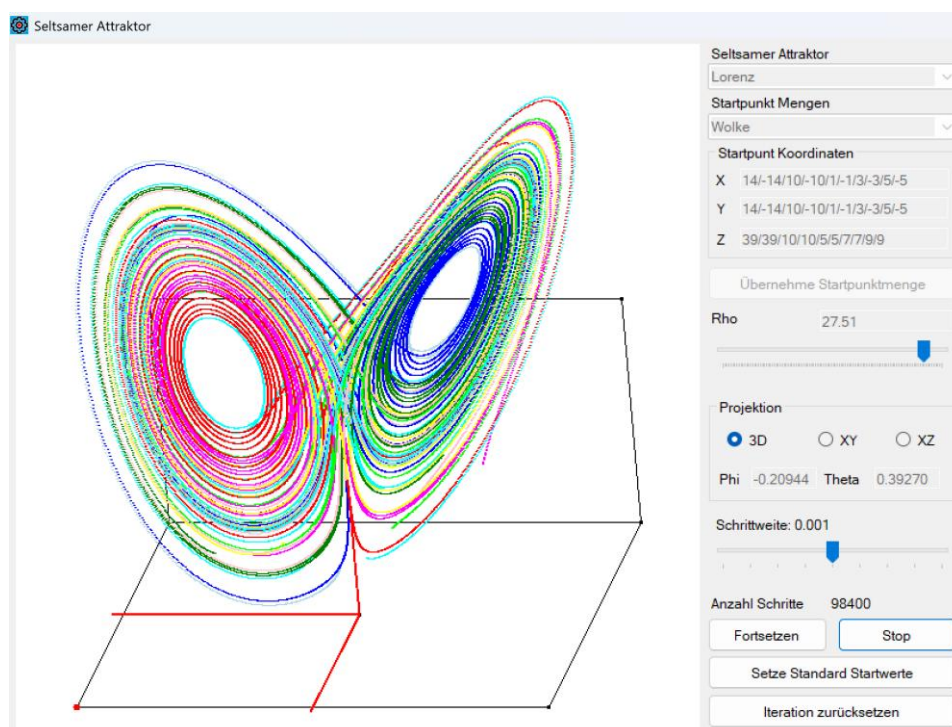 Seltsamer Attraktor
Seltsamer Attraktor
Lorenz
Startpunkt Mengen
Wolke
Startpunt Koordinaten
X 14/-14/10/-10/1/-1/3/-3/5/-5
Y 14/-14/10/-10/1/-1/3/-3/5/-5
Z 39/39/10/10/5/5/7/7/9/9
Übernehme Startpunktmenge
Rho 27.51
Projektion
3D XY XZ
Phi -0.20944 Theta 0.39270
Schrittweite: 0.001
Anzahl Schritte 98400
Fortsetzen Stop
Setze Standard Startwerte
Iteration zurücksetzen